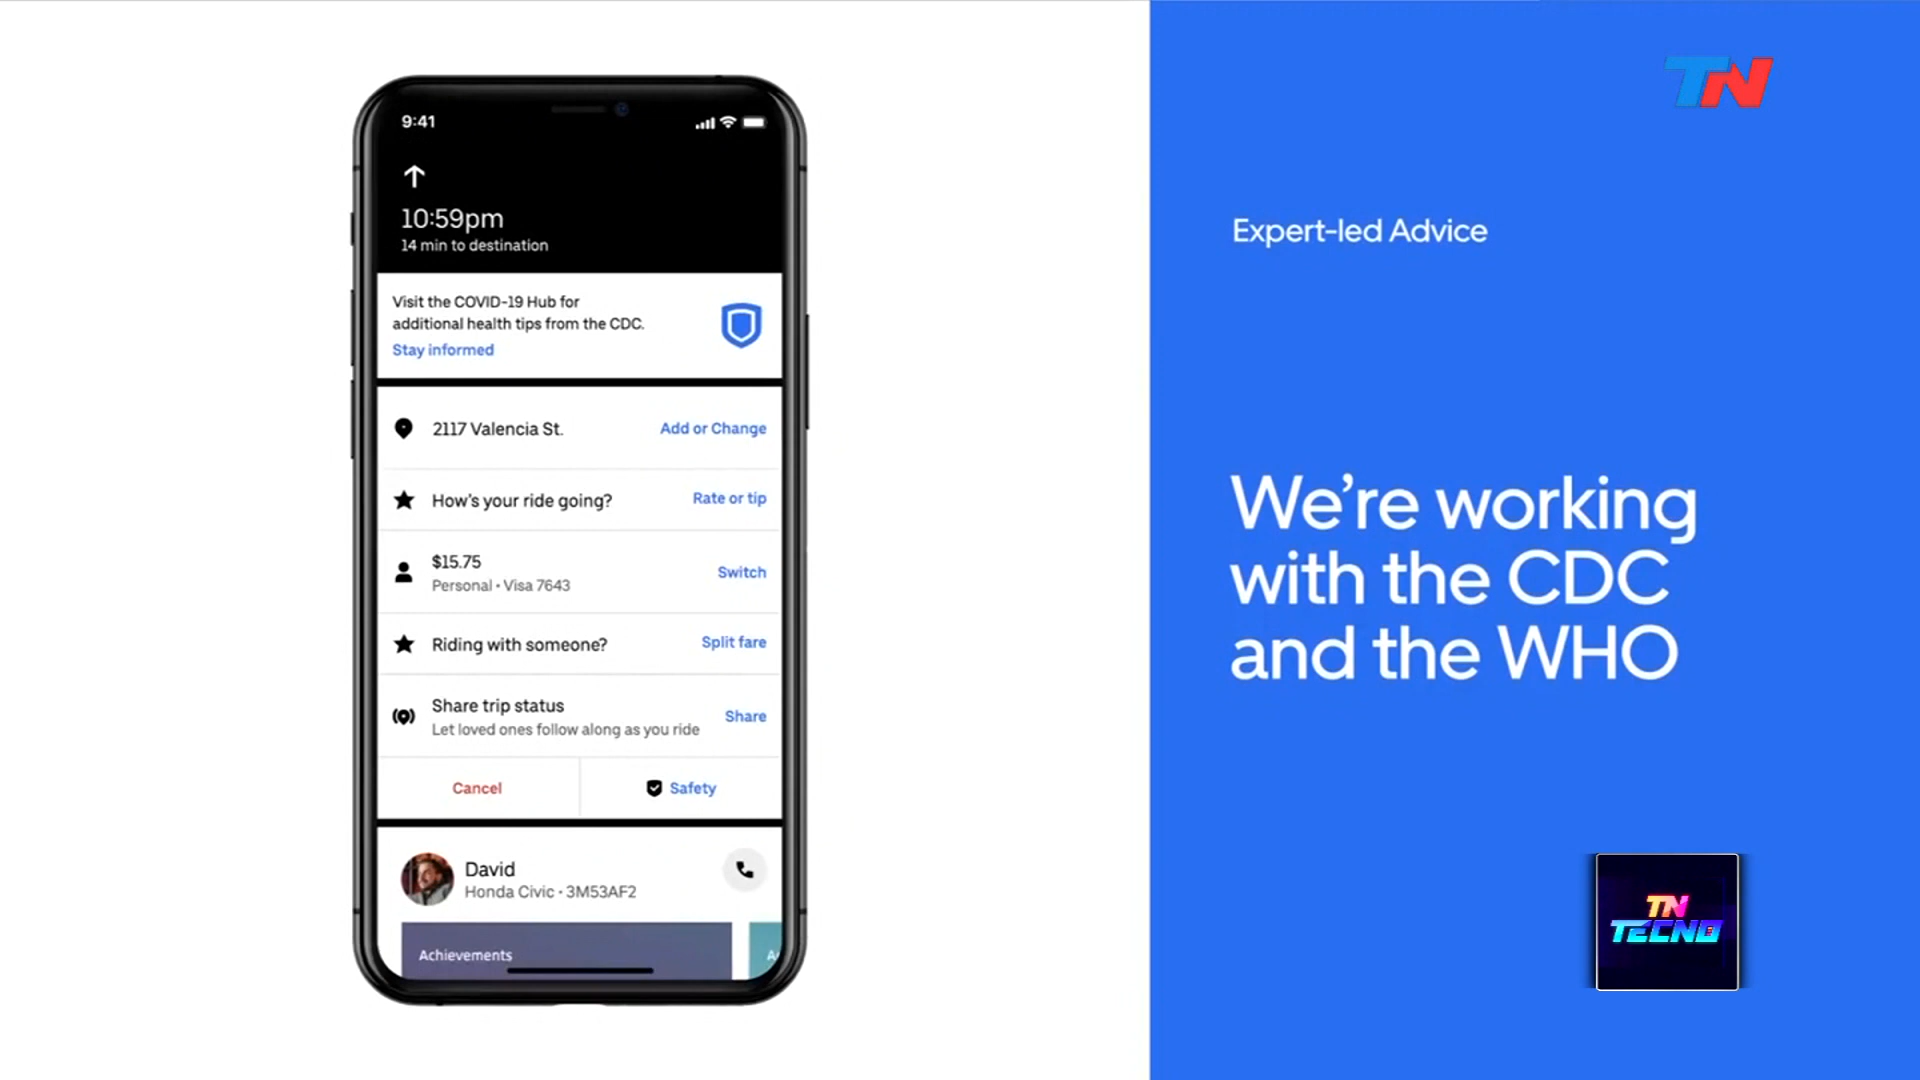 9:41
10:59pm
14 min to destination
Visit the COVID-19 Hub for
additional health tips from the CDC.
Stay informed
2117 Valencia St.
Add or Change
How's your ride going?
Rate or tip
$15.75
Personal • Visa 7643
Switch
Riding with someone?
Split fare
Share trip status
Let loved ones follow along as you ride
Share
Cancel
Safety
David
Honda Civic • 3M53AF2
Achievements
TN
Expert-led Advice
We're working
with the CDC
and the WHO
TN
TECNO